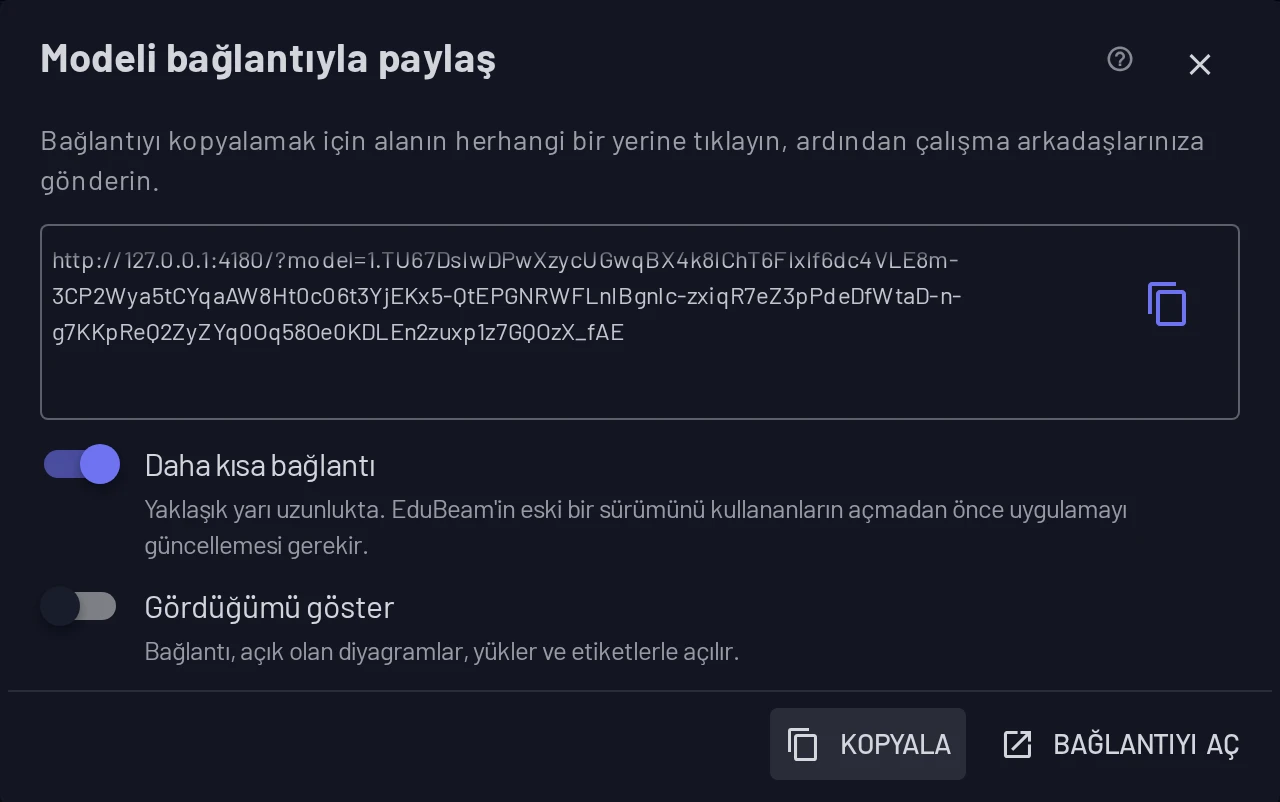 Modeli bağlantıyla paylaş
Bağlantıyı kopyalamak için alanın herhangi bir yerine tıklayın, ardından çalışma arkadaşlarınıza
gönderin.
http://127.0.0.1:4180/?model=1.TU67DsIwDPwXzycUGwqBX4k8IChT6FIxIf6dc4VLE8m-
3CP2Wya5tCYqaAW8Ht0c06t3YjEKx5-QtEPGNRWFLnIBgnIc-zxiqR7eZ3pPdeDfWtaD-n-
g7KKpReQ2ZyZYq0Oq58Oe0KDLEn2zuxp1z7GQOzX_fAE
Daha kısa bağlantı
Yaklaşık yarı uzunlukta. EduBeam'in eski bir sürümünü kullananların açmadan önce uygulamayı
güncellemesi gerekir.
Gördüğümü göster
Bağlantı, açık olan diyagramlar, yükler ve etiketlerle açılır.
KOPYALA
BAĞLANTIYI AÇ